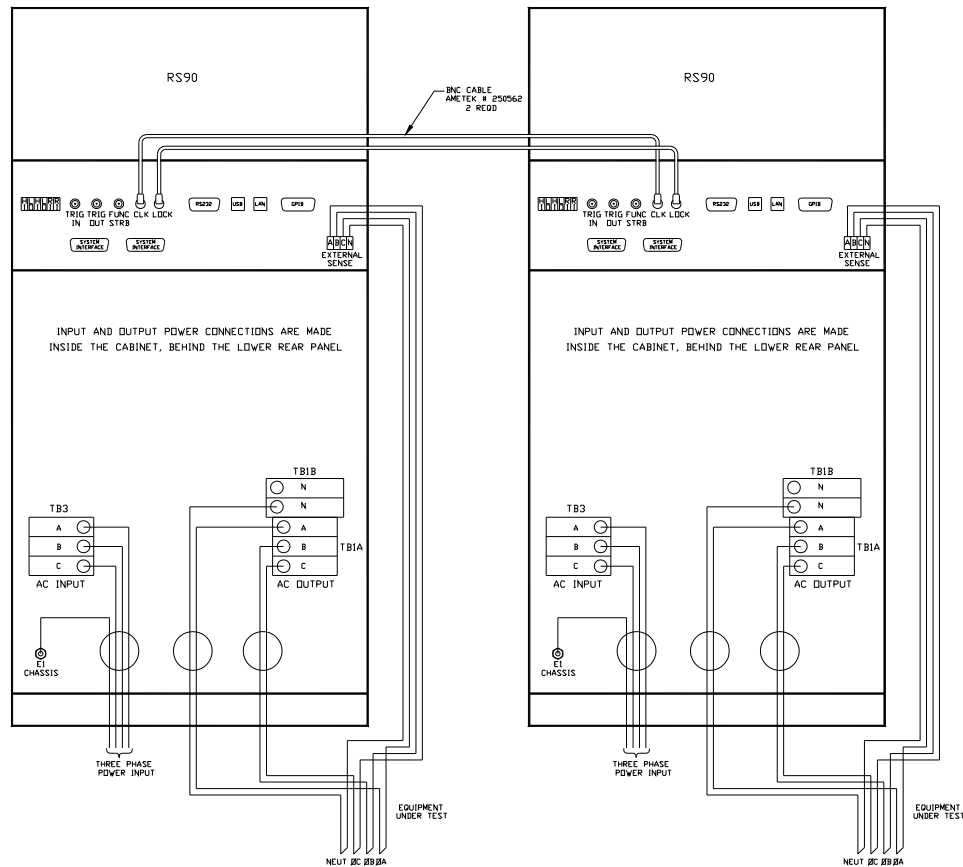 RS90
RS90
BNC CABLE
AMETEK # 250562
2 REQD
TRIG IN
TRIG OUT
FUNC STRB
CLK
LOCK
RS232
USB
LAN
GPIB
SYSTEM INTERFACE
SYSTEM INTERFACE
A B C N
EXTERNAL
SENSE
TRIG IN
TRIG OUT
FUNC STRB
CLK
LOCK
RS232
USB
LAN
GPIB
SYSTEM INTERFACE
SYSTEM INTERFACE
A B C N
EXTERNAL
SENSE
INPUT AND OUTPUT POWER CONNECTIONS ARE MADE
INSIDE THE CABINET, BEHIND THE LOWER REAR PANEL
INPUT AND OUTPUT POWER CONNECTIONS ARE MADE
INSIDE THE CABINET, BEHIND THE LOWER REAR PANEL
TB3
A
B
C
AC INPUT
TB1B
N
N
A
B
C
TB1A
AC OUTPUT
E1
CHASSIS
THREE PHASE
POWER INPUT
EQUIPMENT
UNDER TEST
NEUT ØC ØB ØA
TB3
A
B
C
AC INPUT
TB1B
N
N
A
B
C
TB1A
AC OUTPUT
E1
CHASSIS
THREE PHASE
POWER INPUT
EQUIPMENT
UNDER TEST
NEUT ØC ØB ØA